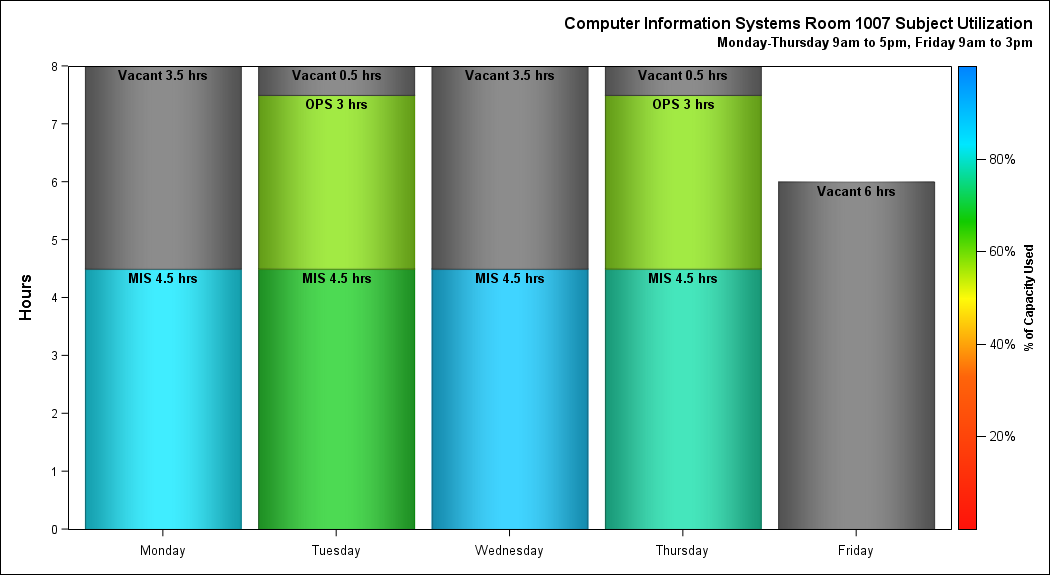 Computer Information Systems Room 1007 Subject Utilization
Monday-Thursday 9am to 5pm, Friday 9am to 3pm
Hours
8
7
6
5
4
3
2
1
0
Vacant 3.5 hrs
MIS 4.5 hrs
Vacant 0.5 hrs
OPS 3 hrs
MIS 4.5 hrs
Vacant 3.5 hrs
MIS 4.5 hrs
Vacant 0.5 hrs
OPS 3 hrs
MIS 4.5 hrs
Vacant 6 hrs
Monday
Tuesday
Wednesday
Thursday
Friday
80%
60%
40%
20%
% of Capacity Used